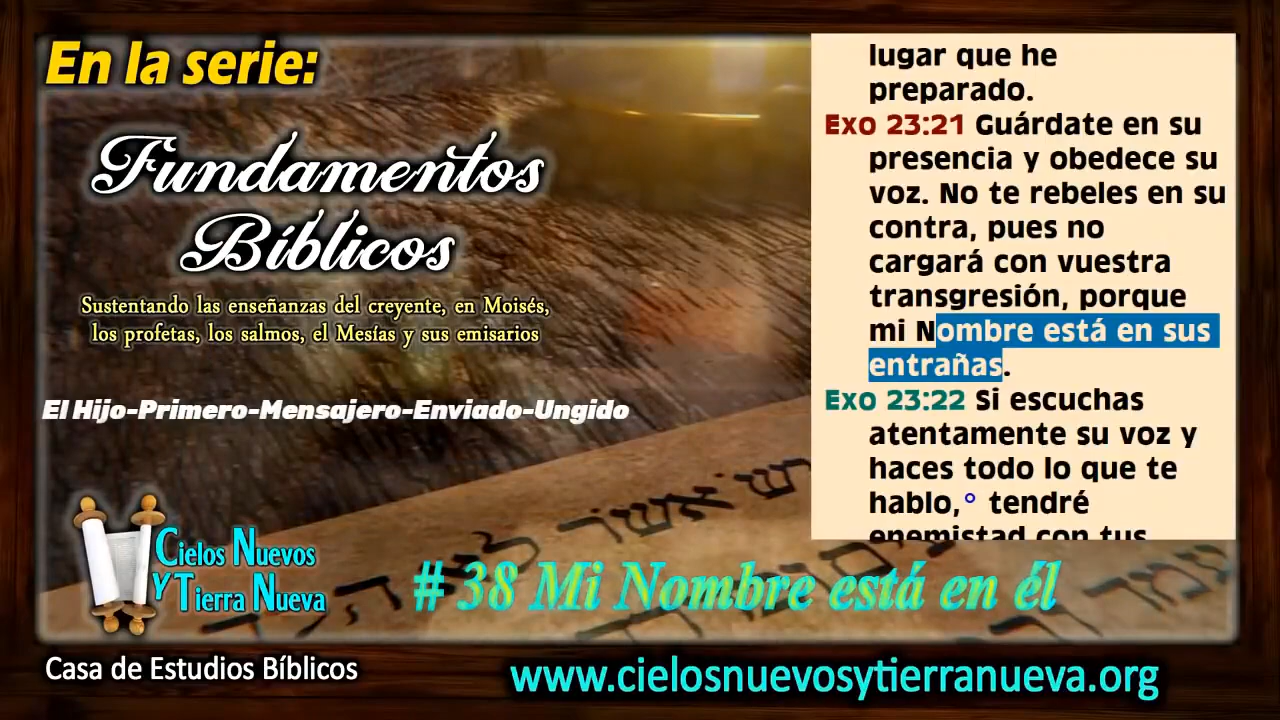 En la serie:
Fundamentos
Bíblicos
Sustentando las enseñanzas del creyente, en Moisés,
los profetas, los salmos, el Mesías y sus emisarios
El Hijo-Primero-Mensajero-Enviado-Ungido
lugar que he
preparado.
Exo 23:21 Guárdate en su
presencia y obedece su
voz. No te rebeles en su
contra, pues no
cargará con vuestra
transgresión, porque
mi Nombre está en sus
entrañas.
Exo 23:22 Si escuchas
atentamente su voz y
haces todo lo que te
hablo,° tendré
enemistad con tus
אשר
Cielos Nuevos
Y Tierra Nueva
# 38 Mi Nombre está en él
Casa de Estudios Bíblicos
www.cielosnuevosytierranueva.org